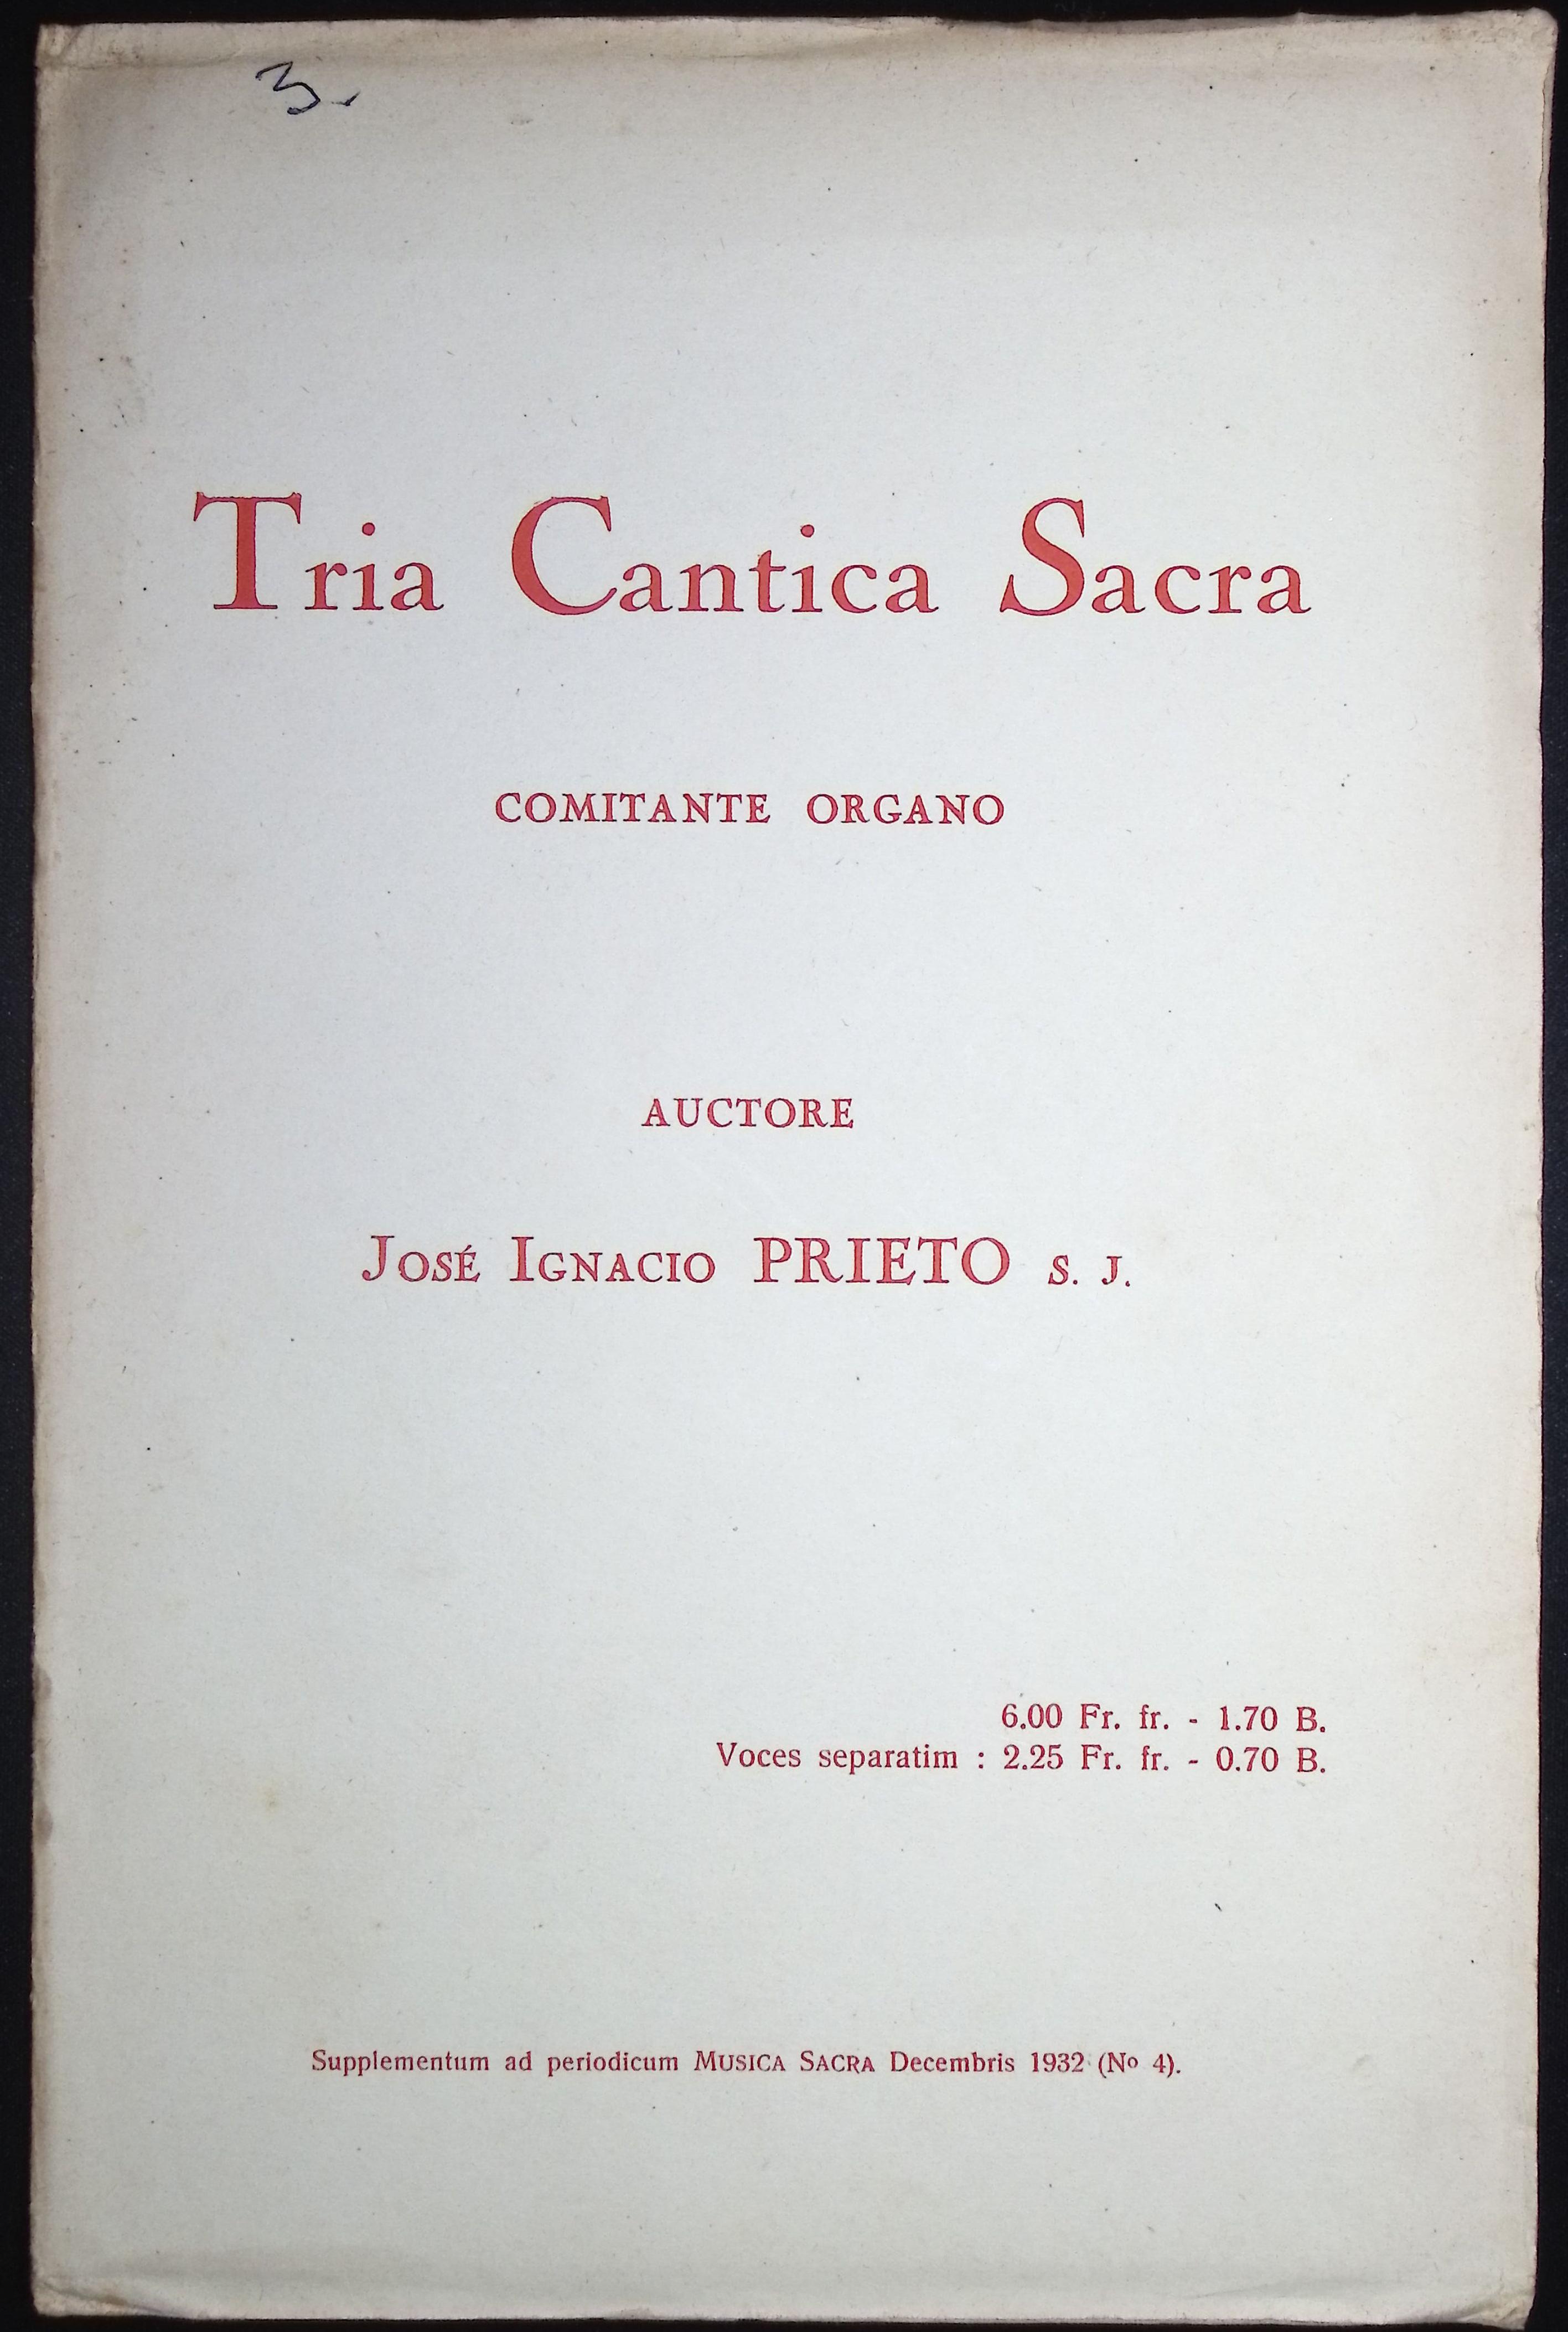 3.
Tria Cantica Sacra
COMITANTE ORGANO
AUCTORE
JOSÉ IGNACIO PRIETO S. J.
6.00 Fr. fr. - 1.70 B.
Voces separatim : 2.25 Fr. fr. - 0.70 B.
Supplementum ad periodicum MUSICA SACRA Decembris 1932 (Nº 4).